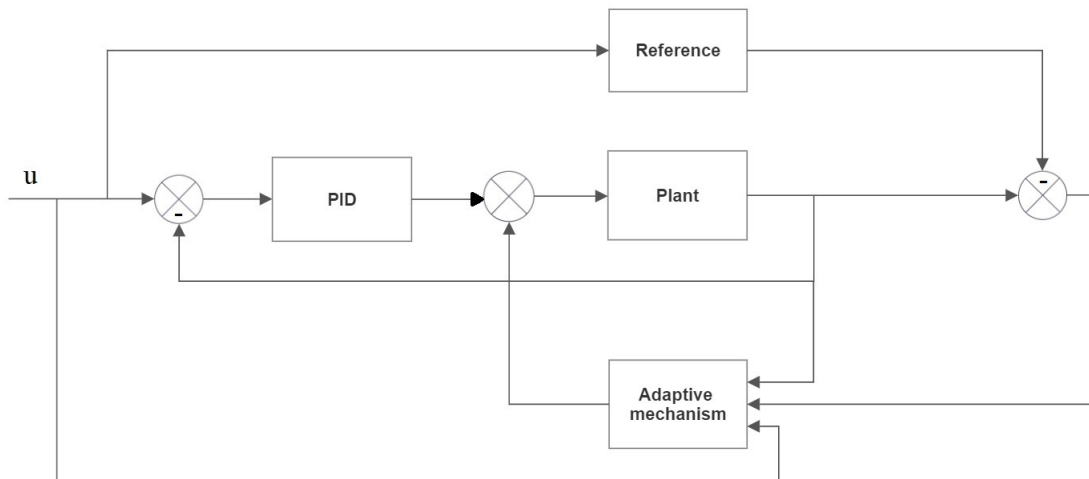 Reference
u
-
PID
Plant
-
Adaptive
mechanism